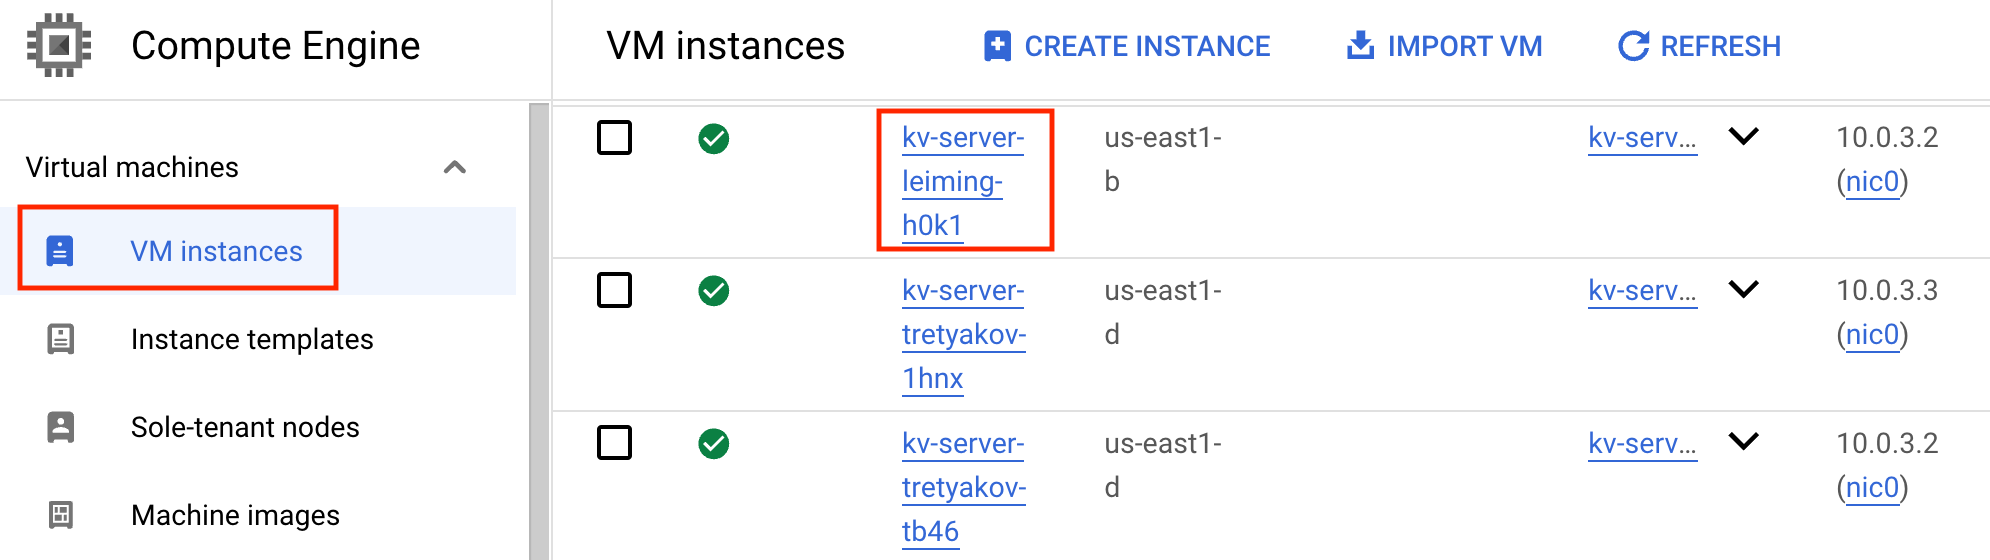 Compute Engine
VM instances
CREATE INSTANCE
IMPORT VM
REFRESH
Virtual machines
VM instances
Instance templates
Sole-tenant nodes
Machine images
kv-server-
leiming-
h0k1
us-east1-
b
kv-serv...
10.0.3.2
(nic0)
kv-server-
tretyakov-
1hnx
us-east1-
d
kv-serv...
10.0.3.3
(nic0)
kv-server-
tretyakov-
tb46
us-east1-
d
kv-serv...
10.0.3.2
(nic0)